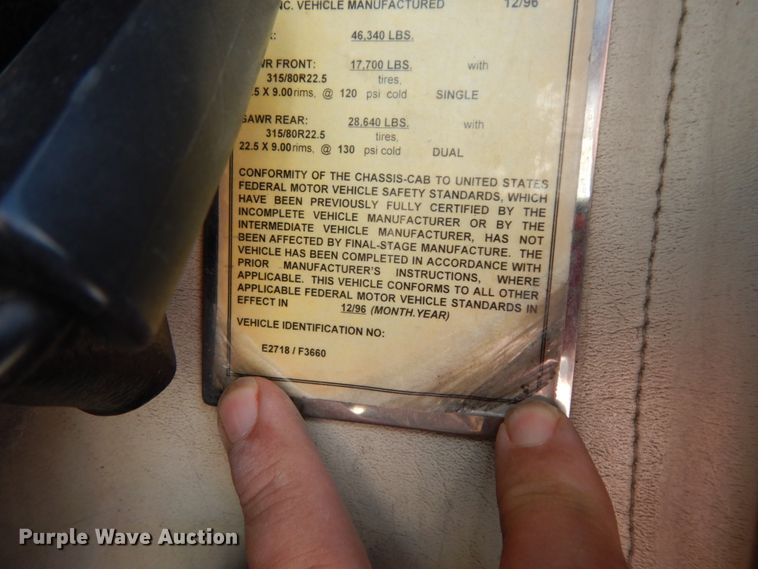 INC. VEHICLE MANUFACTURED 12/96
46,340 LBS.
FRONT: 17,700 LBS. with
315/80R22.5 tires,
.5 X 9.00 rims, @ 120 psi cold SINGLE
GAWR REAR: 28,640 LBS. with
315/80R22.5 tires,
22.5 X 9.00 rims, @ 130 psi cold DUAL
CONFORMITY OF THE CHASSIS-CAB TO UNITED STATES
FEDERAL MOTOR VEHICLE SAFETY STANDARDS, WHICH
HAVE BEEN PREVIOUSLY FULLY CERTIFIED BY THE
INCOMPLETE VEHICLE MANUFACTURER OR BY THE
INTERMEDIATE VEHICLE MANUFACTURER, HAS NOT
BEEN AFFECTED BY FINAL-STAGE MANUFACTURE. THE
VEHICLE HAS BEEN COMPLETED IN ACCORDANCE WITH
PRIOR MANUFACTURER'S INSTRUCTIONS, WHERE
APPLICABLE. THIS VEHICLE CONFORMS TO ALL OTHER
APPLICABLE FEDERAL MOTOR VEHICLE STANDARDS IN
EFFECT IN 12/96 (MONTH.YEAR)
VEHICLE IDENTIFICATION NO:
E2718 / F3660
Purple Wave Auction